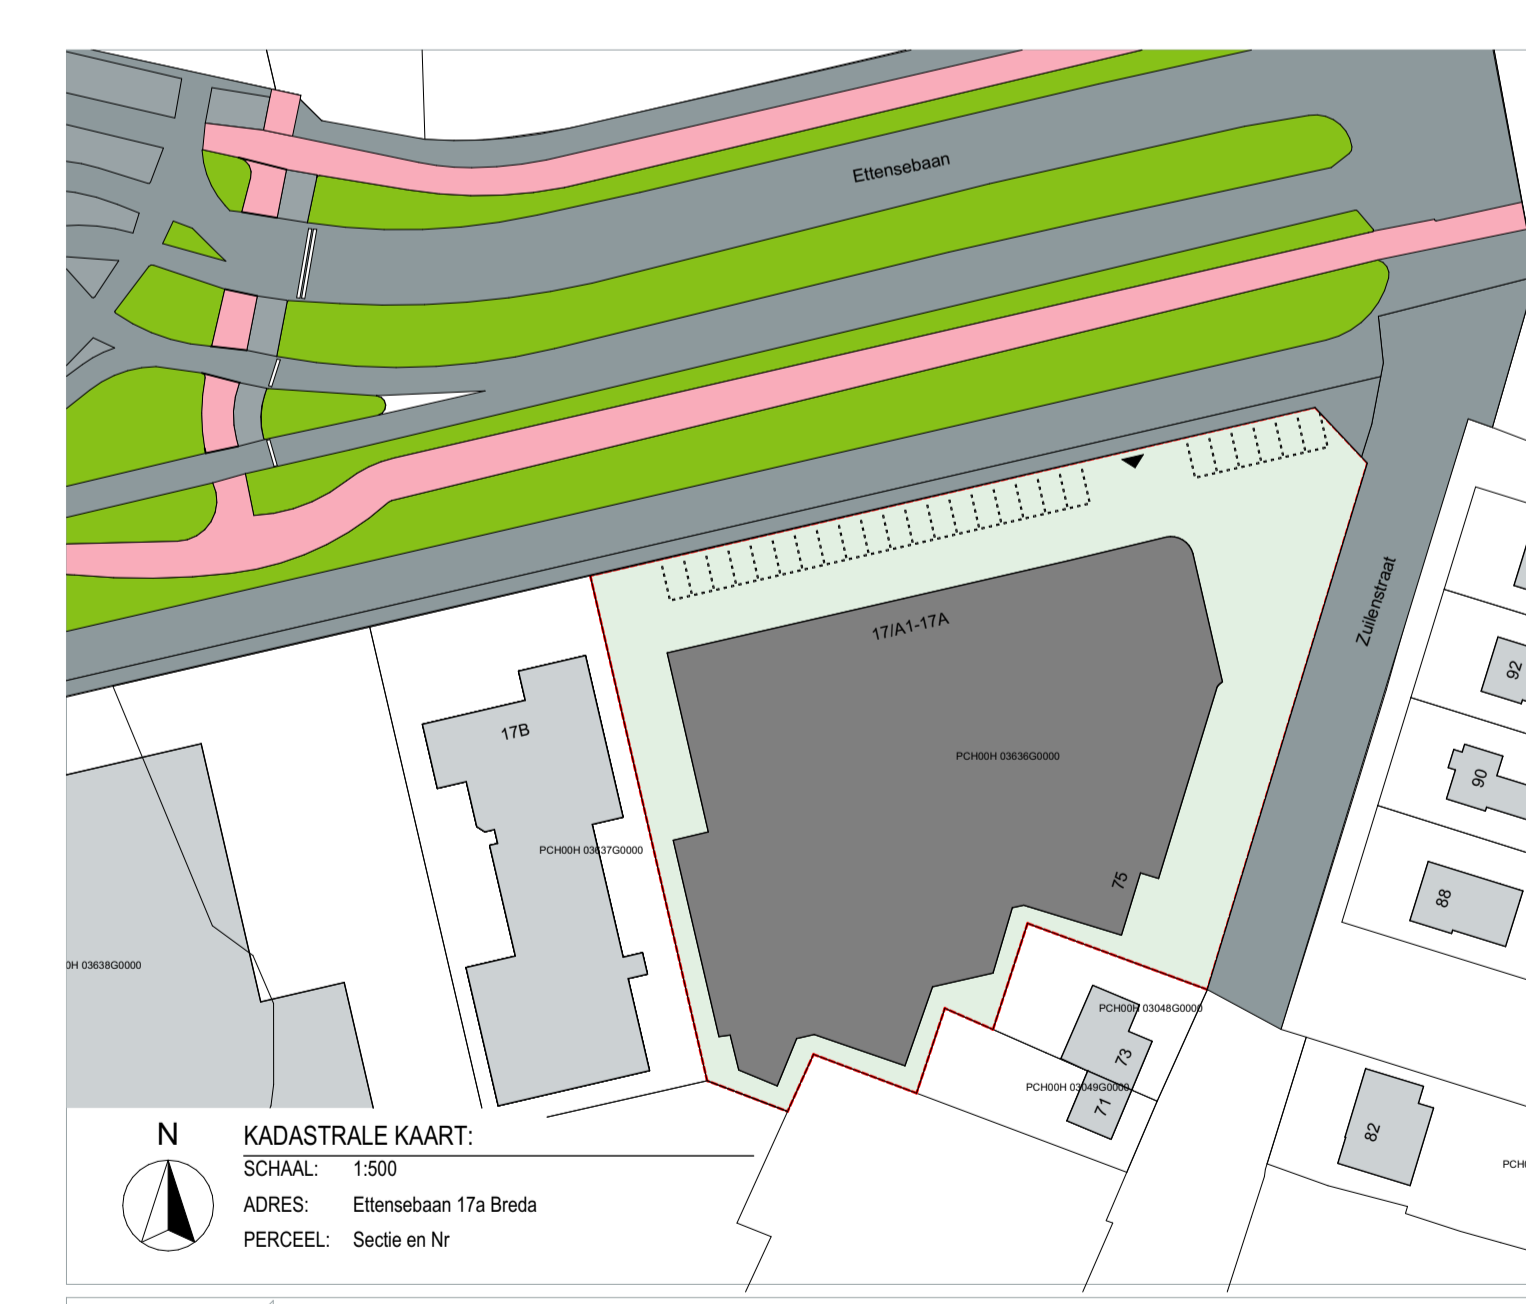 Ettensebaan
17/A1-17A
Zuilenstraat
92
17B
PCH00H 03636G0000
90
PCH00H 03637G0000
75
88
0H 03638G0000
PCH00H 03048G0000
73
PCH00H 03049G0000
71
82
N
KADASTRALE KAART:
SCHAAL: 1:500
ADRES: Ettensebaan 17a Breda
PERCEEL: Sectie en Nr
PCH0